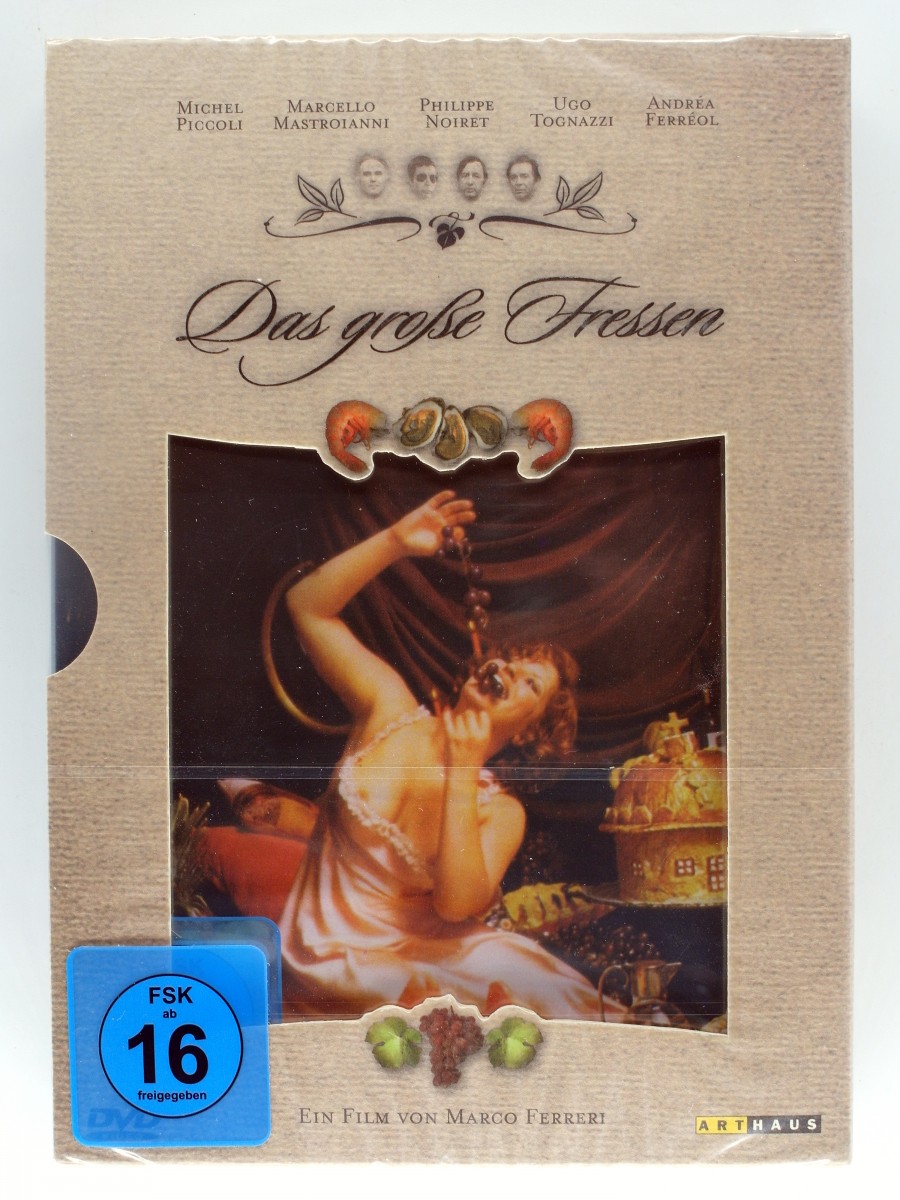 MICHEL MARCELLO PHILIPPE UGO ANDRÉA
PICCOLI MASTROIANNI NOIRET TOGNAZZI FERRÉOL
Das große Fressen
FSK
ab
16
freigegeben
DVD
EIN FILM VON MARCO FERRERI
ARTHAUS